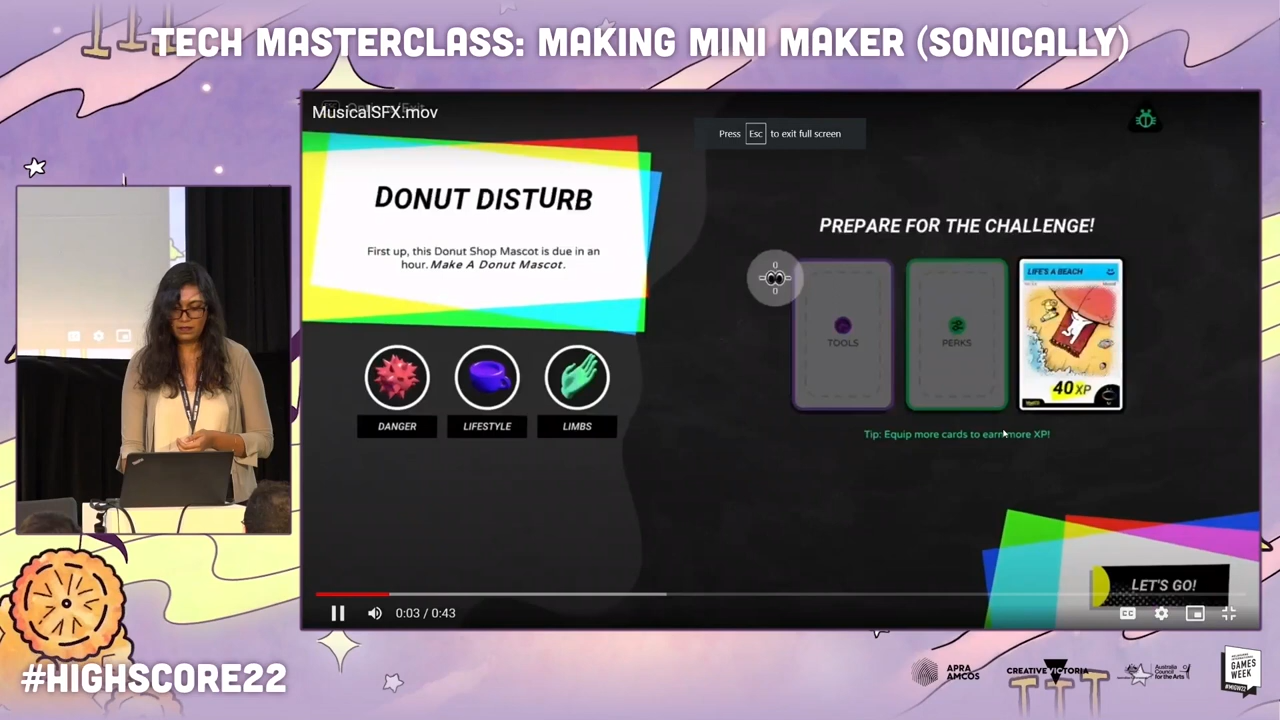 TECH MASTERCLASS: MAKING MINI MAKER (SONICALLY)
MusicalSFX.mov
Press Esc to exit full screen
DONUT DISTURB
First up, this Donut Shop Mascot is due in an
hour. Make A Donut Mascot.
DANGER
LIFESTYLE
LIMBS
PREPARE FOR THE CHALLENGE!
TOOLS
PERKS
LIFE'S A BEACH
40 XP
Tip: Equip more cards to earn more XP!
LET'S GO!
0:03 / 0:43
CC
#HIGHSCORE22
APRA
AMCOS
CREATIVE VICTORIA
Australia
Council
for the Arts
GAMES
WEEK